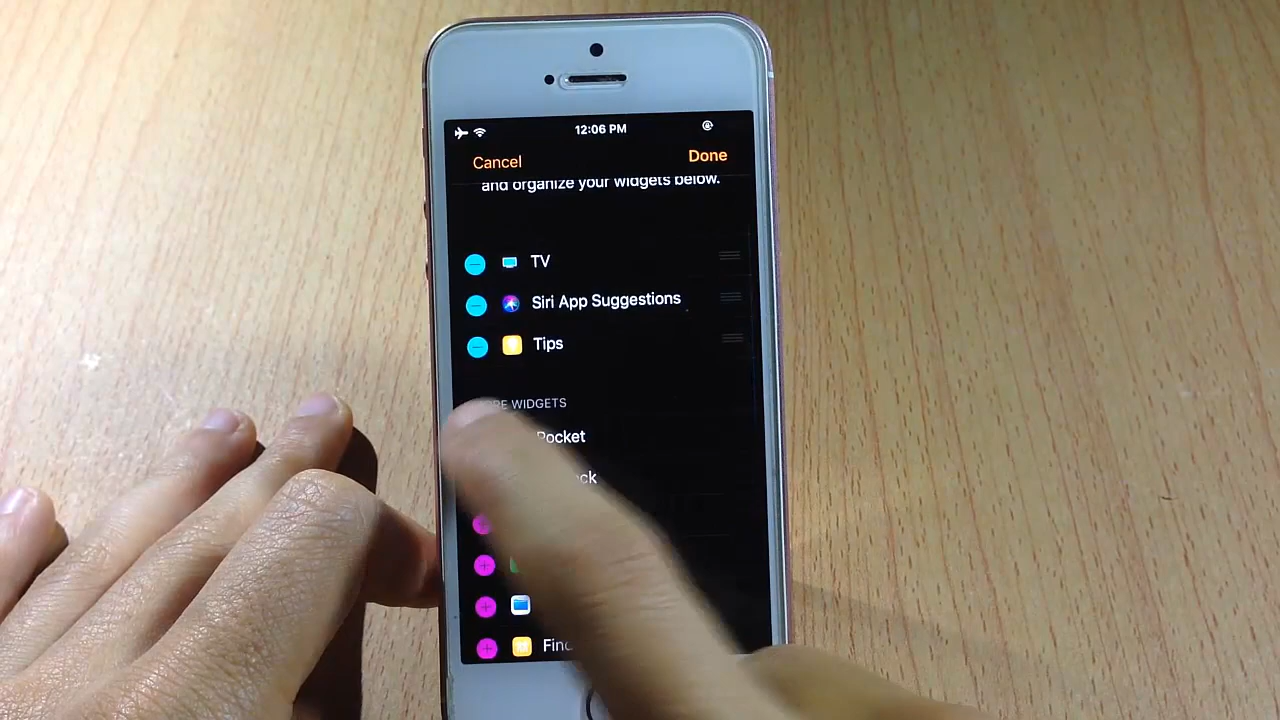 12:06 PM
Cancel
Done
and organize your widgets below.
TV
Siri App Suggestions
Tips
WIDGETS
Pocket